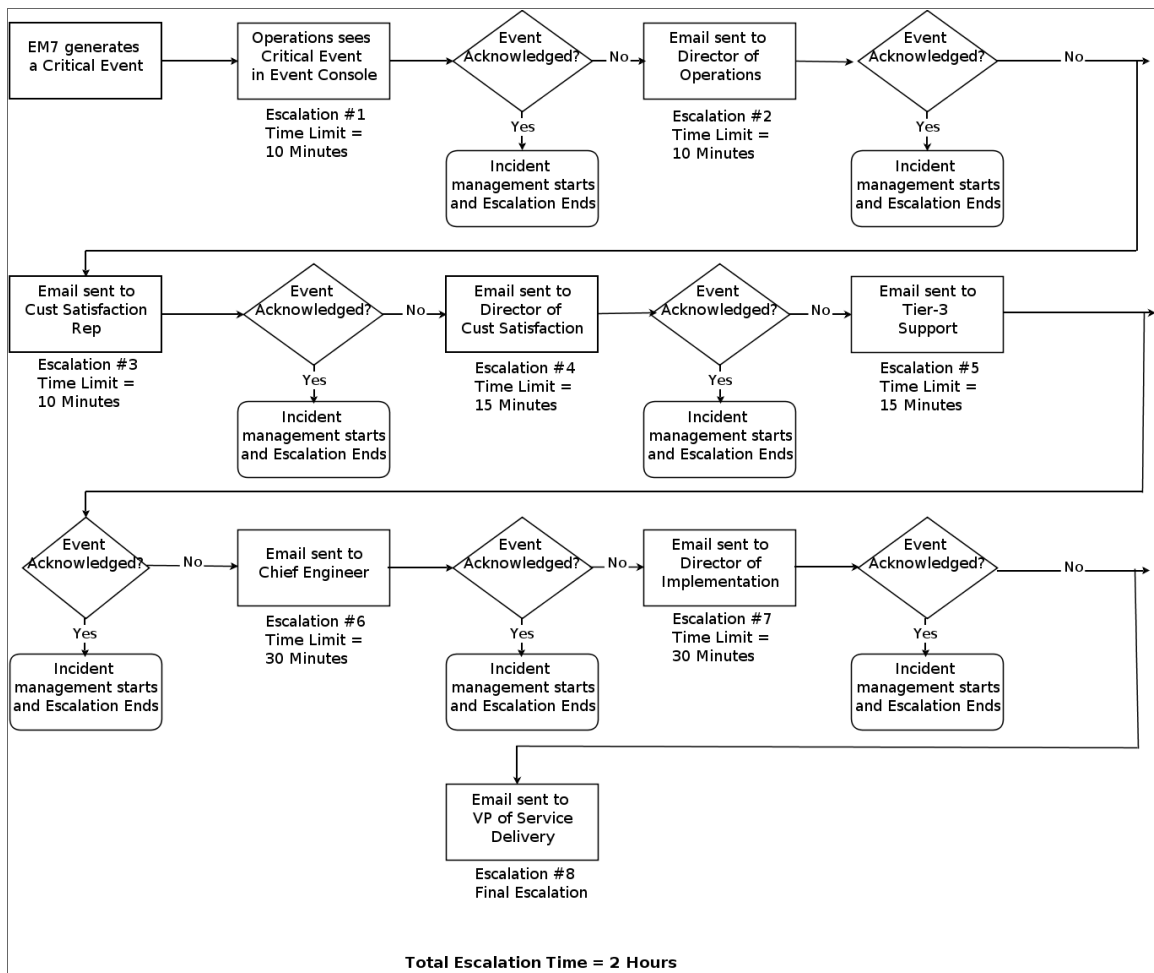 EM7 generates
a Critical Event
Operations sees
Critical Event
in Event Console
Escalation #1
Time Limit =
10 Minutes
Event
Acknowledged?
No
Yes
Incident
management starts
and Escalation Ends
Email sent to
Director of
Operations
Escalation #2
Time Limit =
10 Minutes
Event
Acknowledged?
No
Yes
Incident
management starts
and Escalation Ends
Email sent to
Cust Satisfaction
Rep
Escalation #3
Time Limit =
10 Minutes
Event
Acknowledged?
No
Yes
Incident
management starts
and Escalation Ends
Email sent to
Director of
Cust Satisfaction
Escalation #4
Time Limit =
15 Minutes
Event
Acknowledged?
No
Yes
Incident
management starts
and Escalation Ends
Email sent to
Tier-3
Support
Escalation #5
Time Limit =
15 Minutes
Event
Acknowledged?
No
Yes
Incident
management starts
and Escalation Ends
Email sent to
Chief Engineer
Escalation #6
Time Limit =
30 Minutes
Event
Acknowledged?
No
Yes
Incident
management starts
and Escalation Ends
Email sent to
Director of
Implementation
Escalation #7
Time Limit =
30 Minutes
Event
Acknowledged?
No
Yes
Incident
management starts
and Escalation Ends
Email sent to
VP of Service
Delivery
Escalation #8
Final Escalation
Total Escalation Time = 2 Hours